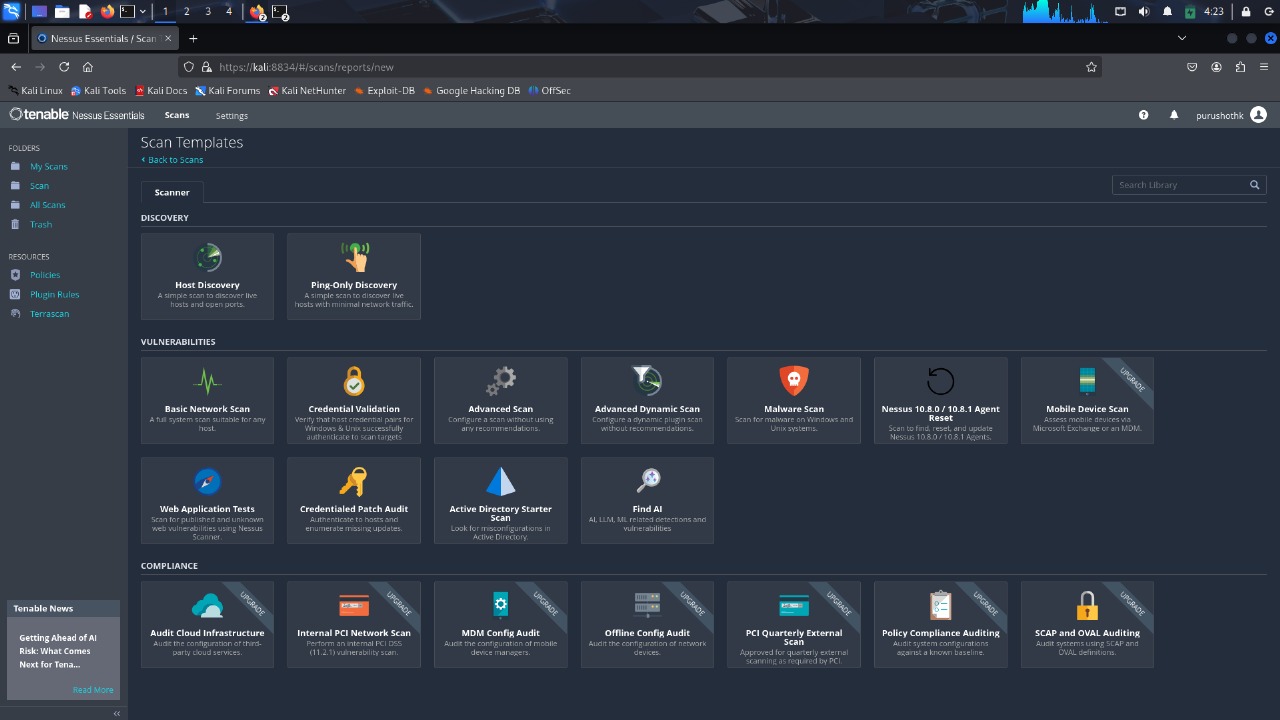 1 2 3 4
4:23
Nessus Essentials / Scan T
https://kali:8834/#/scans/reports/new
Kali Linux Kali Tools Kali Docs Kali Forums Kali NetHunter Exploit-DB Google Hacking DB OffSec
tenable Nessus Essentials Scans Settings purushothk
FOLDERS
My Scans
Scan
All Scans
Trash
RESOURCES
Policies
Plugin Rules
Terrascan
Tenable News
Getting Ahead of AI
Risk: What Comes
Next for Tena...
Read More
Scan Templates
Back to Scans
Scanner
Search Library
DISCOVERY
Host Discovery
A simple scan to discover live
hosts and open ports.
Ping-Only Discovery
A simple scan to discover live
hosts with minimal network traffic.
VULNERABILITIES
Basic Network Scan
A full system scan suitable for any
host.
Credential Validation
Verify that host credential pairs for
Windows & Unix successfully
authenticate to scan targets
Advanced Scan
Configure a scan without using
any recommendations.
Advanced Dynamic Scan
Configure a dynamic plugin scan
without recommendations.
Malware Scan
Scan for malware on Windows and
Unix systems.
Nessus 10.8.0 / 10.8.1 Agent
Reset
Scan to find, reset, and update
Nessus 10.8.0 / 10.8.1 Agents.
UPGRADE
Mobile Device Scan
Assess mobile devices via
Microsoft Exchange or an MDM.
Web Application Tests
Scan for published and unknown
web vulnerabilities using Nessus
Scanner.
Credentialed Patch Audit
Authenticate to hosts and
enumerate missing updates.
Active Directory Starter
Scan
Look for misconfigurations in
Active Directory.
Find AI
AI, LLM, ML related detections and
vulnerabilities
COMPLIANCE
UPGRADE
Audit Cloud Infrastructure
Audit the configuration of third-
party cloud services.
UPGRADE
Internal PCI Network Scan
Perform an internal PCI DSS
(11.2.1) vulnerability scan.
UPGRADE
MDM Config Audit
Audit the configuration of mobile
device managers.
UPGRADE
Offline Config Audit
Audit the configuration of network
devices.
UPGRADE
PCI Quarterly External
Scan
Approved for quarterly external
scanning as required by PCI.
UPGRADE
Policy Compliance Auditing
Audit system configurations
against a known baseline.
UPGRADE
SCAP and OVAL Auditing
Audit systems using SCAP and
OVAL definitions.